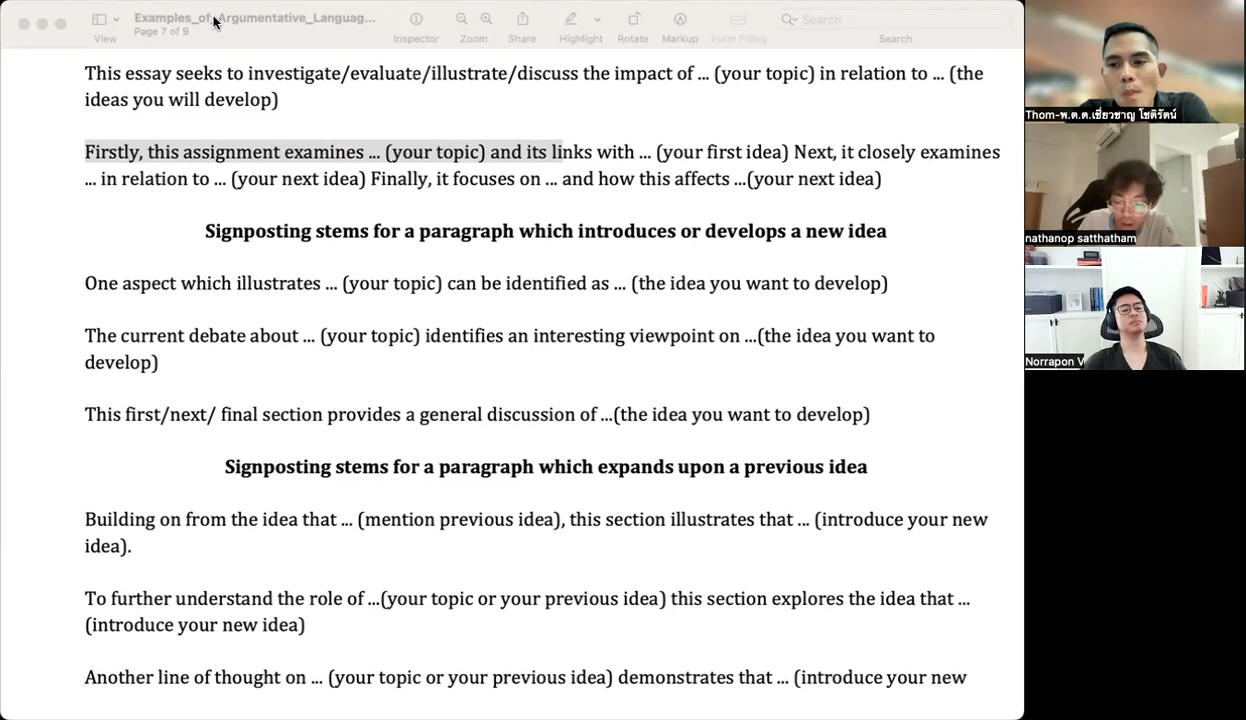 Examples_of_Argumentative_Languag...
Page 7 of 9
View
Inspector
Zoom
Share
Highlight
Rotate
Markup
Form Filling
Search
Search
This essay seeks to investigate/evaluate/illustrate/discuss the impact of ... (your topic) in relation to ... (the
ideas you will develop)
Firstly, this assignment examines ... (your topic) and its links with ... (your first idea) Next, it closely examines
... in relation to ... (your next idea) Finally, it focuses on ... and how this affects ...(your next idea)
Signposting stems for a paragraph which introduces or develops a new idea
One aspect which illustrates ... (your topic) can be identified as ... (the idea you want to develop)
The current debate about ... (your topic) identifies an interesting viewpoint on ...(the idea you want to
develop)
This first/next/ final section provides a general discussion of ...(the idea you want to develop)
Signposting stems for a paragraph which expands upon a previous idea
Building on from the idea that ... (mention previous idea), this section illustrates that ... (introduce your new
idea).
To further understand the role of ...(your topic or your previous idea) this section explores the idea that ...
(introduce your new idea)
Another line of thought on ... (your topic or your previous idea) demonstrates that ... (introduce your new
Thom-พ.ต.ต.เชี่ยวชาญ โชติรัตน์
nathanop satthatham
Norrapon V